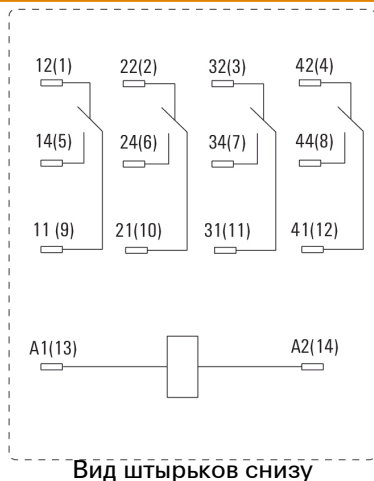 12(1) 22(2) 32(3) 42(4)
14(5) 24(6) 34(7) 44(8)
11 (9) 21(10) 31(11) 41(12)
A1(13) A2(14)
Вид штырьков снизу